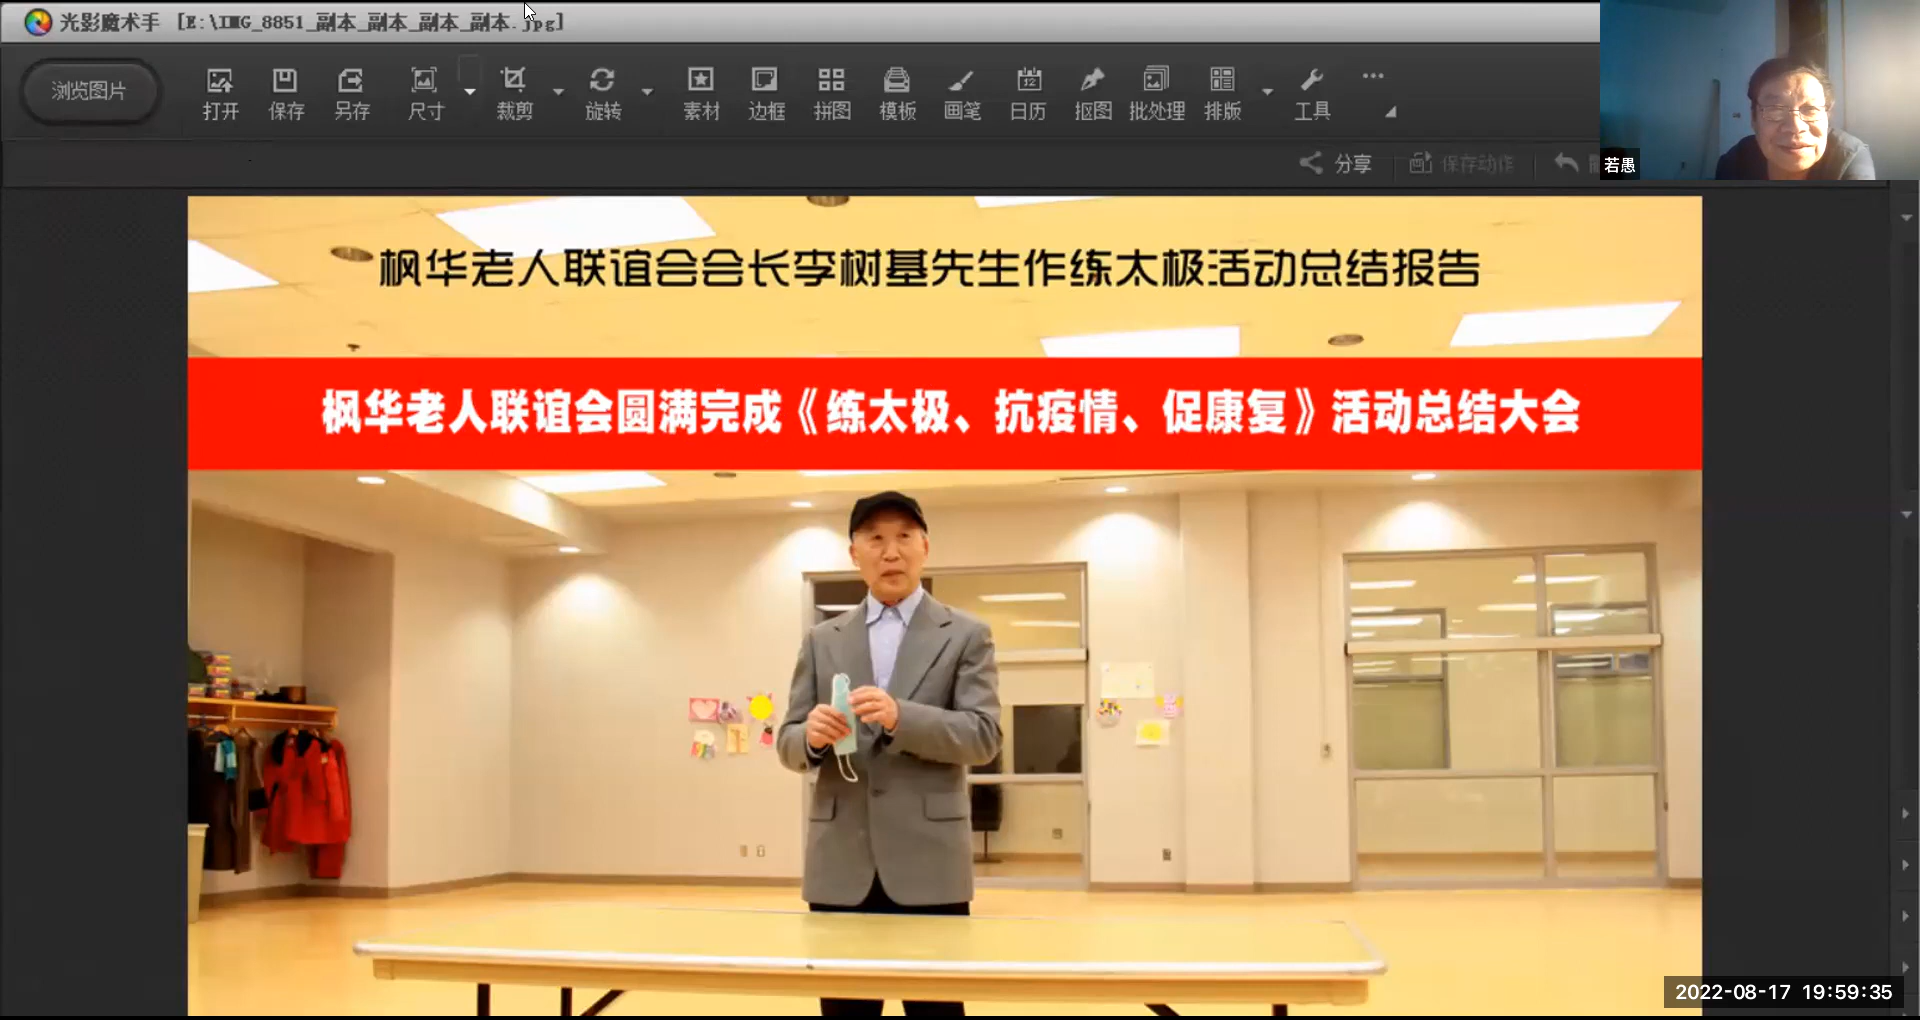 光影魔术手 [E:\IMG_8851_副本_副本_副本_副本.jpg]
浏览图片
打开 保存 另存 尺寸 裁剪 旋转 素材 边框 拼图 模板 画笔 日历 抠图 批处理 排版 工具
12
分享 保存动作
若愚
枫华老人联谊会会长李树基先生作练太极活动总结报告
枫华老人联谊会圆满完成《练太极、抗疫情、促康复》活动总结大会
2022-08-17 19:59:35